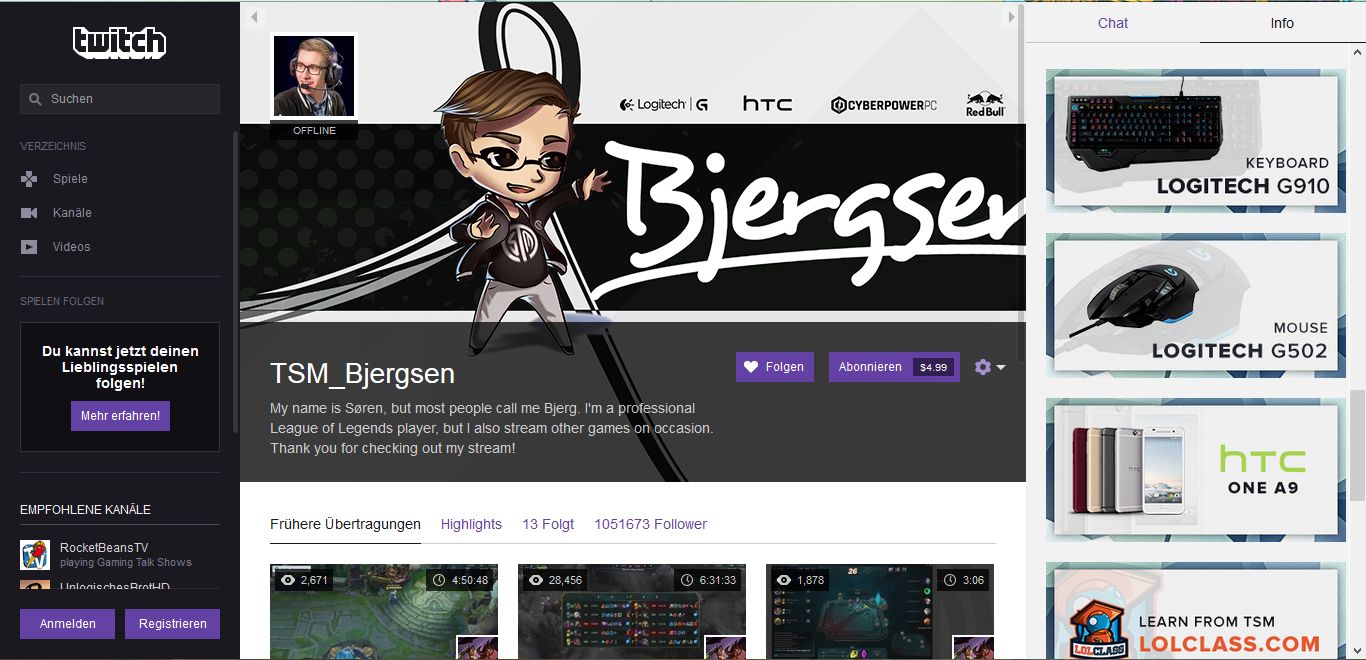 twitch
Suchen
VERZEICHNIS
Spiele
Kanäle
Videos
SPIELEN FOLGEN
Du kannst jetzt deinen
Lieblingsspielen
folgen!
Mehr erfahren!
EMPFOHLENE KANÄLE
RocketBeansTV
playing Gaming Talk Shows
UnlogischesBrotHD
Anmelden
Registrieren
OFFLINE
Logitech | G
hTC
CYBERPOWERPC
Red Bull
Bjergsen
TSM_Bjergsen
Folgen
Abonnieren $4.99
My name is Søren, but most people call me Bjerg. I'm a professional
League of Legends player, but I also stream other games on occasion.
Thank you for checking out my stream!
Frühere Übertragungen Highlights 13 Folgt 1051673 Follower
2,671 4:50:48
28,456 6:31:33
1,878 3:06
26
Chat Info
KEYBOARD
LOGITECH G910
MOUSE
LOGITECH G502
hTC
ONE A9
LEARN FROM TSM
LOLCLASS.COM
LOLCLASS